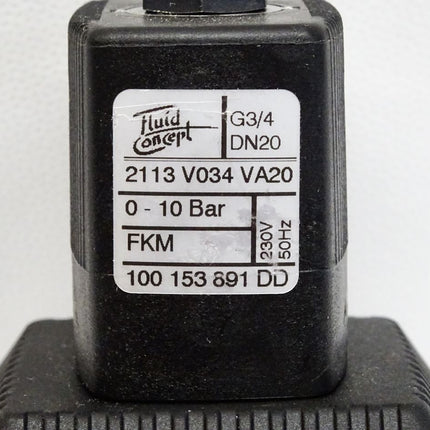 Fluid
Concept
G3/4
DN20
2113 V034 VA20
0 - 10 Bar
FKM
230V
50Hz
100 153 891 DD